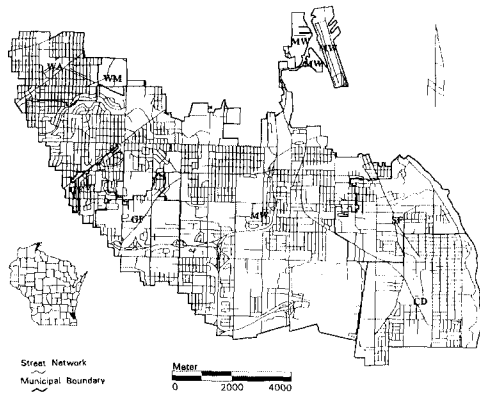 MW
MW
MW
WA
WM
GF
MW
SF
CD
Street Network
Municipal Boundary
Meter
0 2000 4000